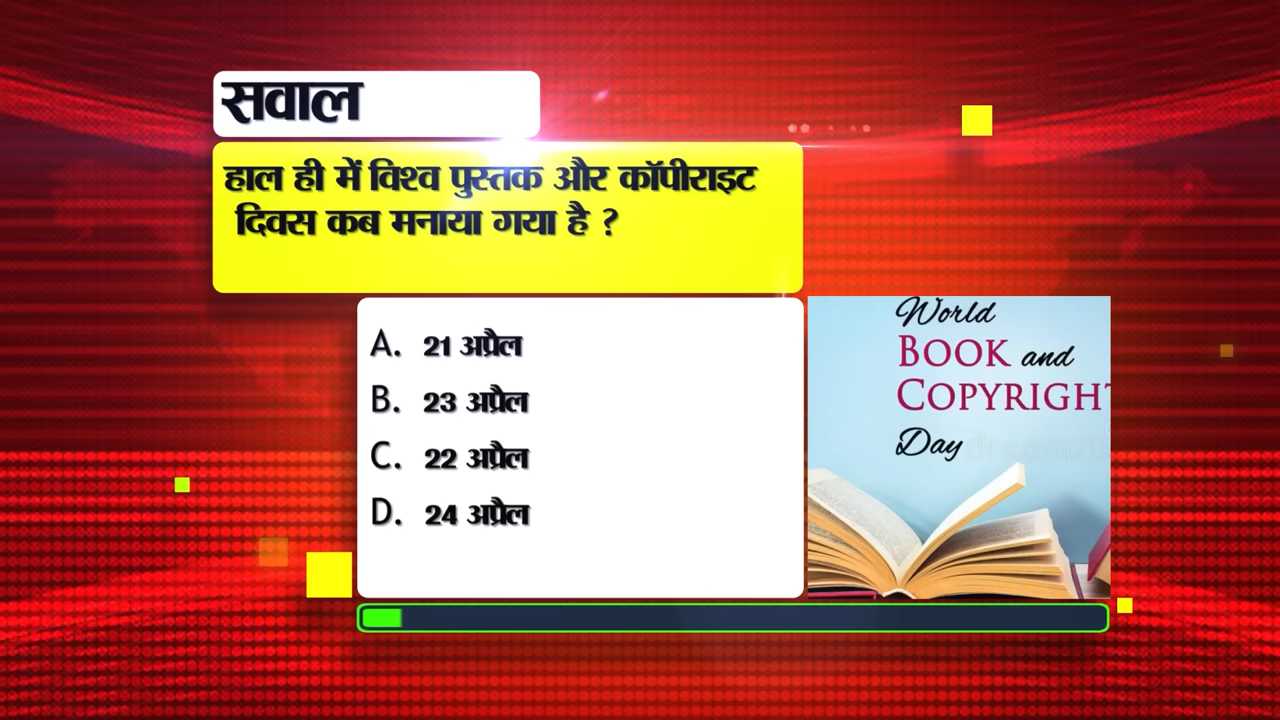 सवाल
हाल ही में विश्व पुस्तक और कॉपीराइट
दिवस कब मनाया गया है ?
A. 21 अप्रैल
B. 23 अप्रैल
C. 22 अप्रैल
D. 24 अप्रैल
World
BOOK and
COPYRIGHT
Day